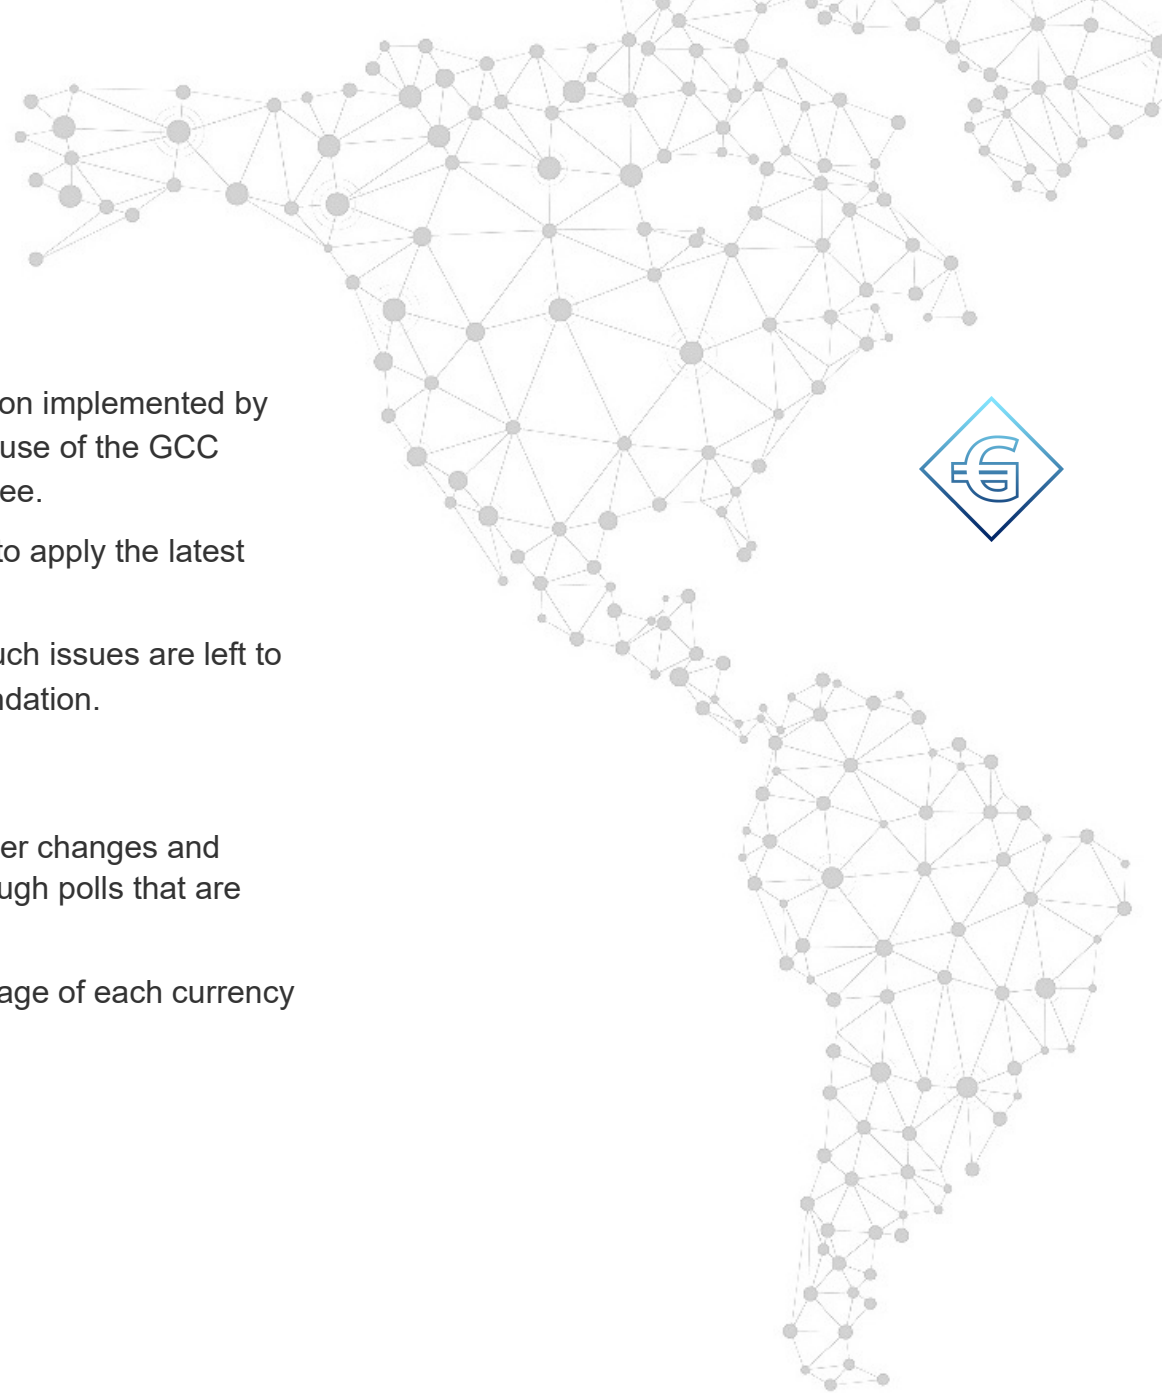 on implemented by
use of the GCC
ee.
to apply the latest
uch issues are left to
ndation.
er changes and
ugh polls that are
age of each currency